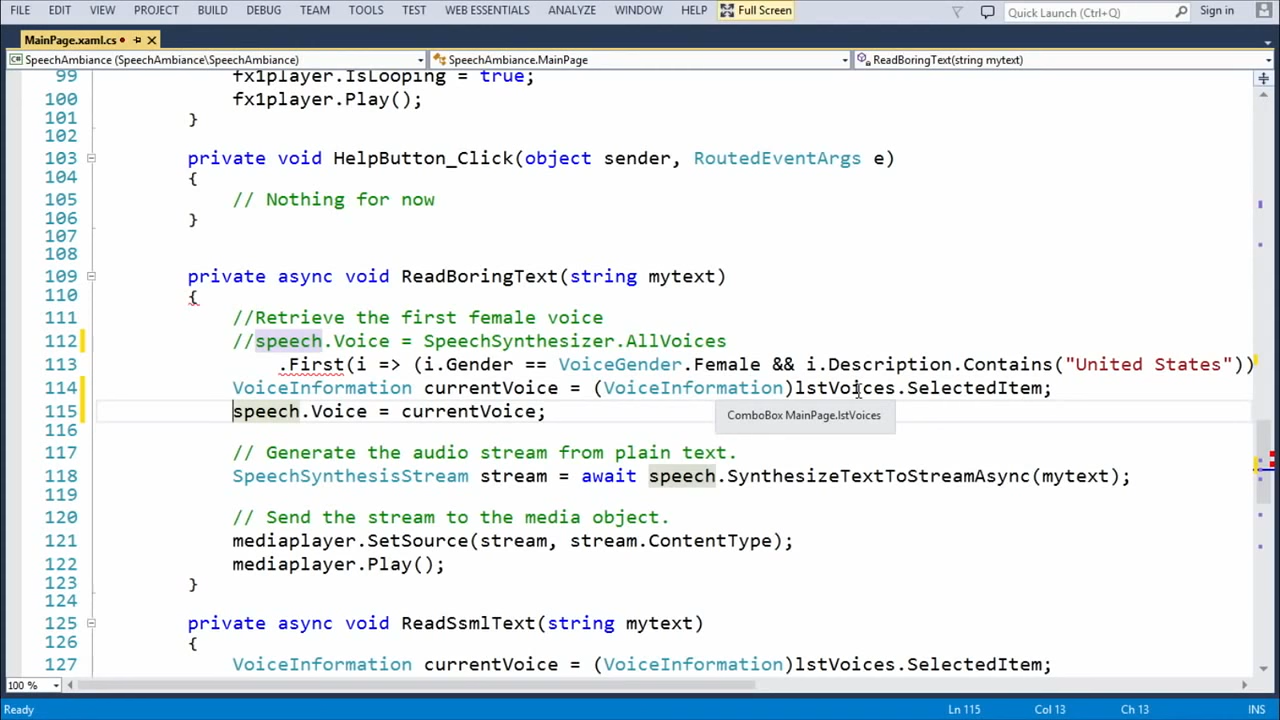 FILE EDIT VIEW PROJECT BUILD DEBUG TEAM TOOLS TEST WEB ESSENTIALS ANALYZE WINDOW HELP Full Screen Quick Launch (Ctrl+Q) Sign in
MainPage.xaml.cs
SpeechAmbiance (SpeechAmbiance\SpeechAmbiance) SpeechAmbiance.MainPage ReadBoringText(string mytext)
99 fx1player.IsLooping = true;
100 fx1player.Play();
101 }
102
103 private void HelpButton_Click(object sender, RoutedEventArgs e)
104 {
105 // Nothing for now
106 }
107
108
109 private async void ReadBoringText(string mytext)
110 {
111 //Retrieve the first female voice
112 //speech.Voice = SpeechSynthesizer.AllVoices
113 .First(i => (i.Gender == VoiceGender.Female && i.Description.Contains("United States"))
114 VoiceInformation currentVoice = (VoiceInformation)lstVoices.SelectedItem;
115 speech.Voice = currentVoice;
ComboBox MainPage.lstVoices
116
117 // Generate the audio stream from plain text.
118 SpeechSynthesisStream stream = await speech.SynthesizeTextToStreamAsync(mytext);
119
120 // Send the stream to the media object.
121 mediaplayer.SetSource(stream, stream.ContentType);
122 mediaplayer.Play();
123 }
124
125 private async void ReadSsmlText(string mytext)
126 {
127 VoiceInformation currentVoice = (VoiceInformation)lstVoices.SelectedItem;
100 %
Ready Ln 115 Col 13 Ch 13 INS